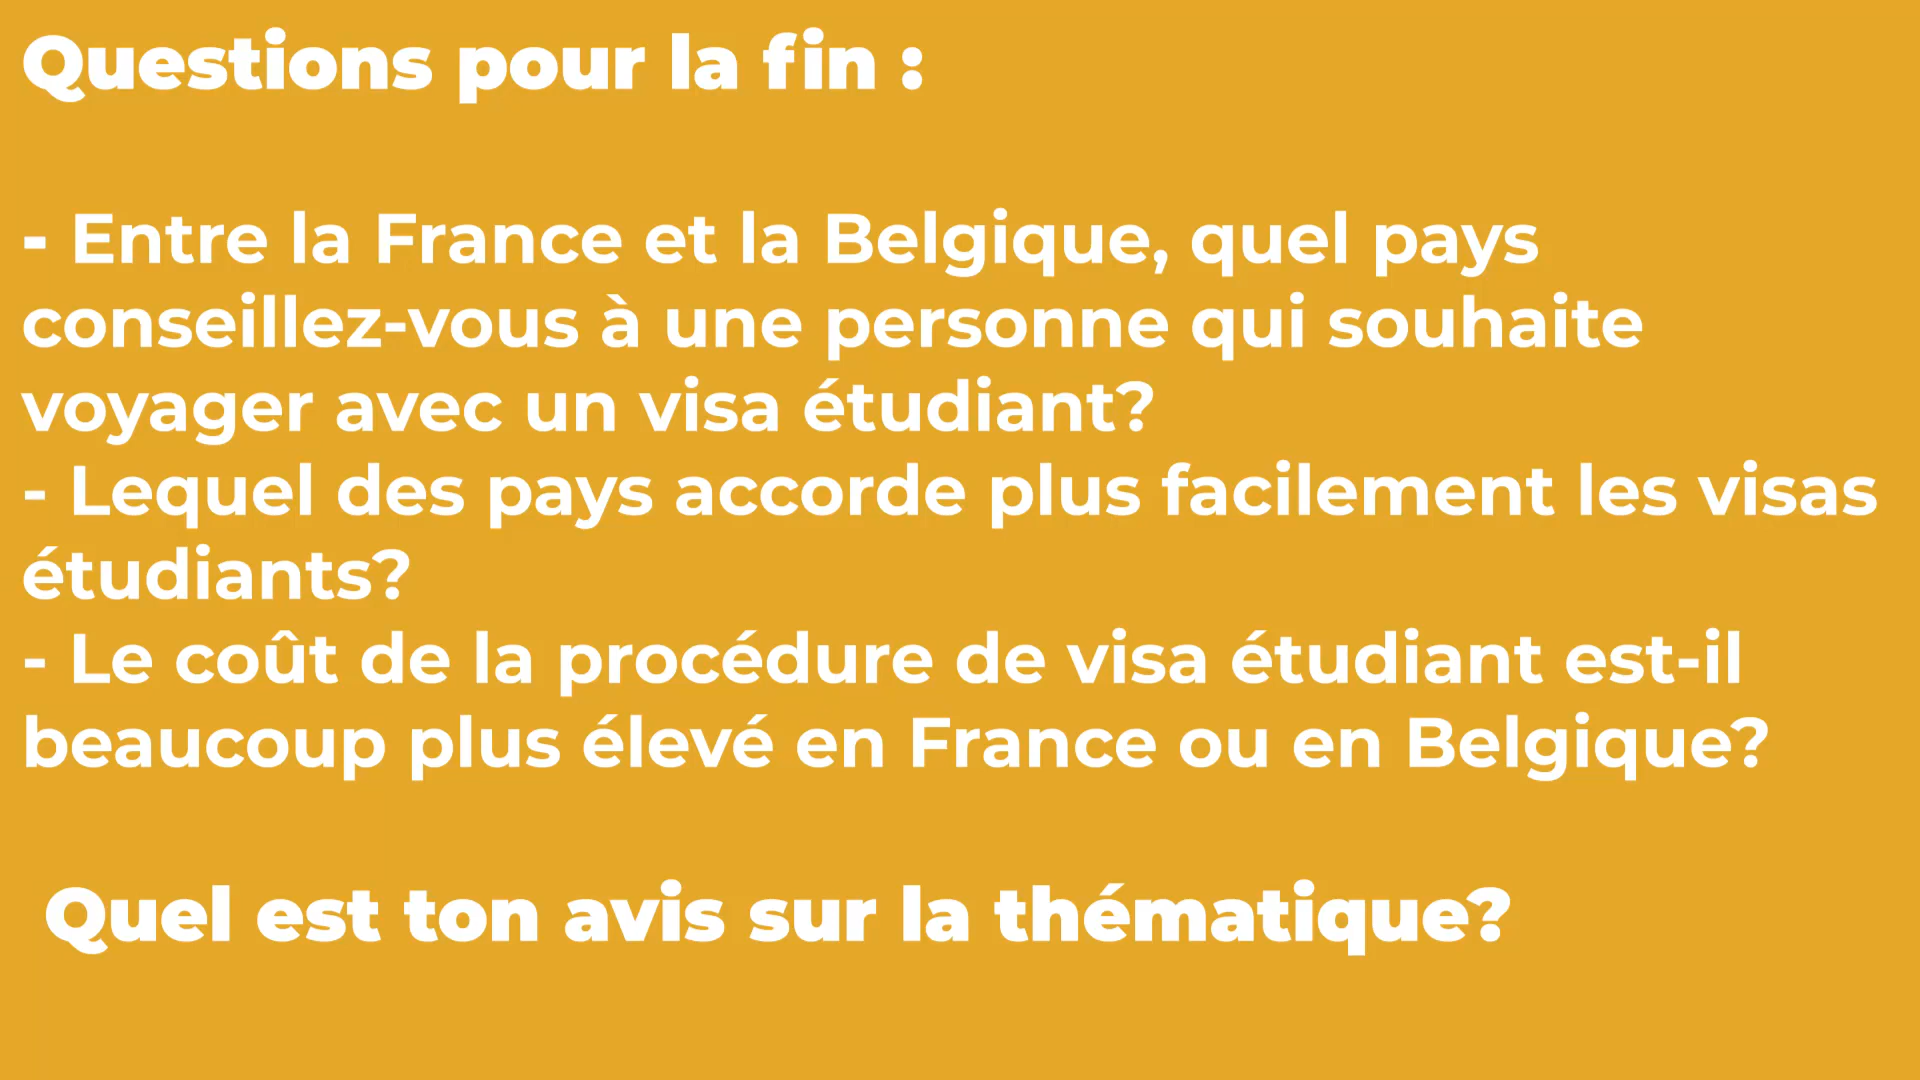 Questions pour la fin :
- Entre la France et la Belgique, quel pays
conseillez-vous à une personne qui souhaite
voyager avec un visa étudiant?
- Lequel des pays accorde plus facilement les visas
étudiants?
- Le coût de la procédure de visa étudiant est-il
beaucoup plus élevé en France ou en Belgique?
Quel est ton avis sur la thématique?